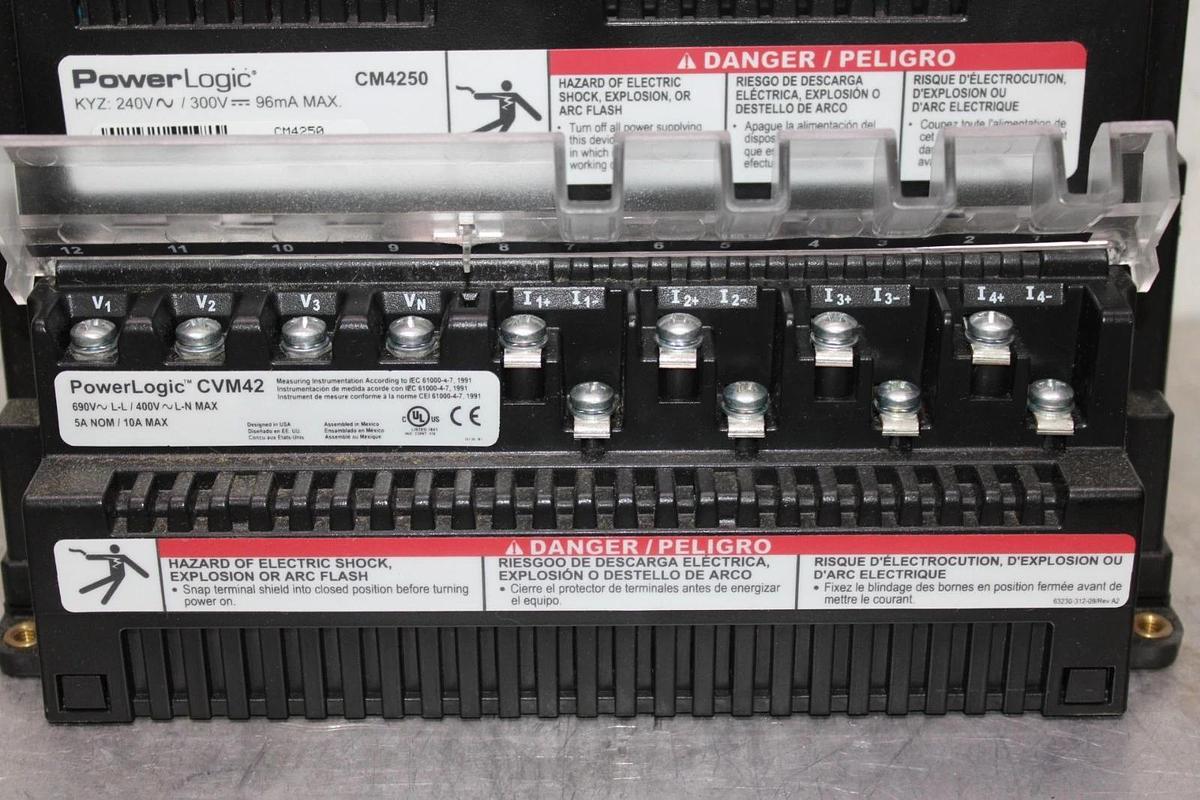 PowerLogic® CM4250
KYZ: 240V∿ / 300V⎓ 96mA MAX.
CM4250
⚠ DANGER / PELIGRO
HAZARD OF ELECTRIC
SHOCK, EXPLOSION, OR
ARC FLASH
• Turn off all power supplying
this
in which
working
RIESGO DE DESCARGA
ELÉCTRICA, EXPLOSIÓN O
DESTELLO DE ARCO
• Apague la alimentación del
que
RISQUE D'ÉLECTROCUTION,
D'EXPLOSION OU
D'ARC ELECTRIQUE
• Coupez toute l'alimentation de
cet
12 11 10 9 8 7 6 5 4 3 2 1
V1 V2 V3 VN I1+ I1- I2+ I2- I3+ I3- I4+ I4-
PowerLogic™ CVM42
690V∿ L-L / 400V∿ L-N MAX
5A NOM / 10A MAX
Measuring Instrumentation According to IEC 61000-4-7, 1991
Instrumentación de medida acorde con IEC 61000-4-7, 1991
Instrument de mesure conforme à la norme CEI 61000-4-7, 1991
Designed in USA
Diseñado en EE. UU.
Concu aux Etats-Unis
Assembled in Mexico
Ensamblado en México
Assemblé au Mexique
C UL US
LISTED
CE
⚠ DANGER / PELIGRO
HAZARD OF ELECTRIC SHOCK,
EXPLOSION OR ARC FLASH
• Snap terminal shield into closed position before turning
power on.
RIESGOO DE DESCARGA ELÉCTRICA,
EXPLOSIÓN O DESTELLO DE ARCO
• Cierre el protector de terminales antes de energizar
el equipo.
RISQUE D'ÉLECTROCUTION, D'EXPLOSION OU
D'ARC ELECTRIQUE
• Fixez le blindage des bornes en position fermée avant de
mettre le courant.
63230-312-09/Rev A2